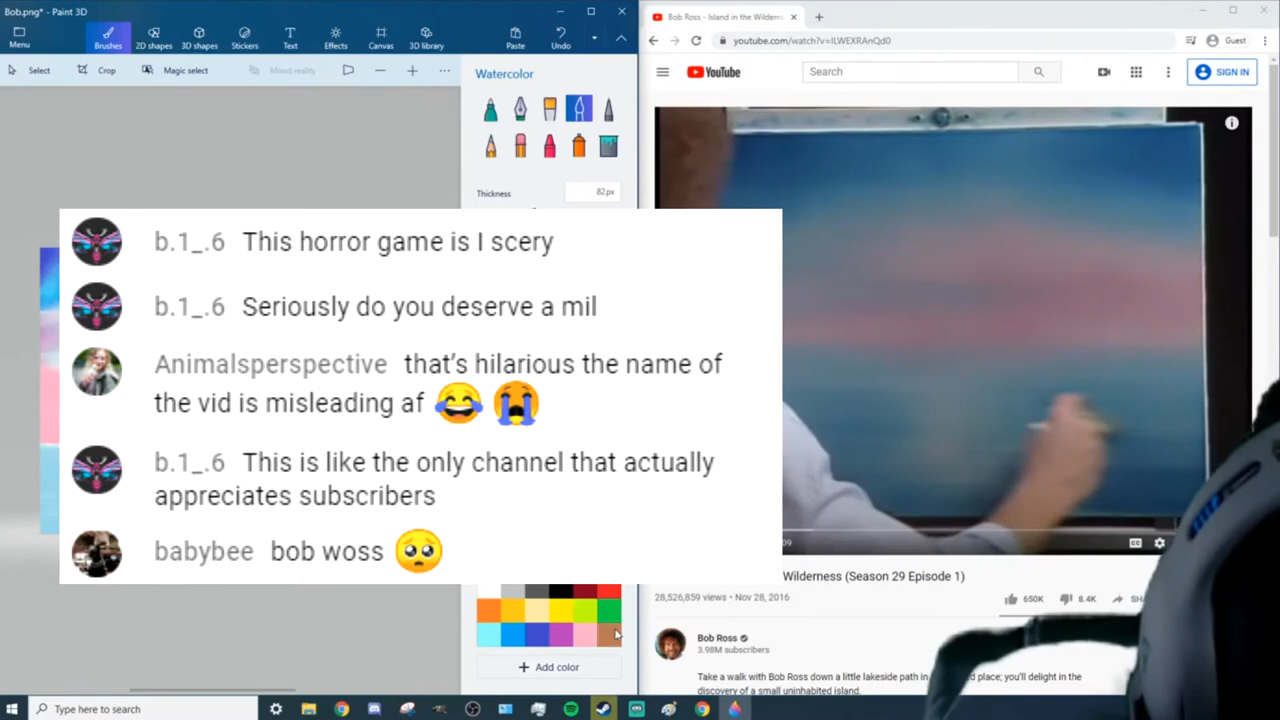 Bob.png* - Paint 3D
Menu
Brushes
2D shapes
3D shapes
Stickers
Text
Effects
Canvas
3D library
Paste
Undo
Select
Crop
Magic select
Mixed reality
Watercolor
Thickness
82px
Add color
Bob Ross - Island in the Wildern
youtube.com/watch?v=lLWEXRAnQd0
Guest
YouTube
Search
SIGN IN
b.1_.6 This horror game is I scery
b.1_.6 Seriously do you deserve a mil
Animalsperspective that's hilarious the name of
the vid is misleading af 😂 😭
b.1_.6 This is like the only channel that actually
appreciates subscribers
babybee bob woss 🥺
09
CC
Wilderness (Season 29 Episode 1)
28,526,859 views • Nov 28, 2016
650K
8.4K
Bob Ross
3.98M subscribers
Take a walk with Bob Ross down a little lakeside path in place; you'll delight in the
discovery of a small uninhabited island.
Type here to search